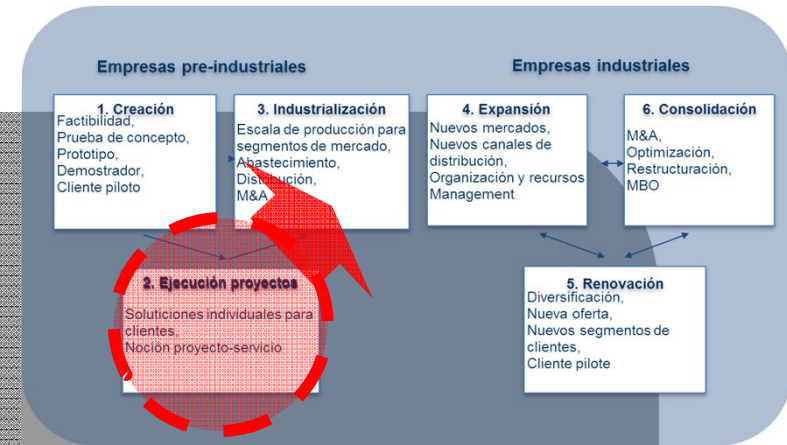 Empresas pre-industriales
Empresas industriales
1. Creación
Factibilidad,
Prueba de concepto,
Prototipo,
Demostrador,
Cliente piloto
3. Industrialización
Escala de producción para
segmentos de mercado,
Abastecimiento,
Distribución,
M&A
4. Expansión
Nuevos mercados,
Nuevos canales de
distribución,
Organización y recursos
Management
6. Consolidación
M&A,
Optimización,
Restructuración,
MBO
2. Ejecución proyectos
Soluticiones individuales para
clientes,
Noción proyecto-servicio
5. Renovación
Diversificación,
Nueva oferta,
Nuevos segmentos de
clientes,
Cliente pilote